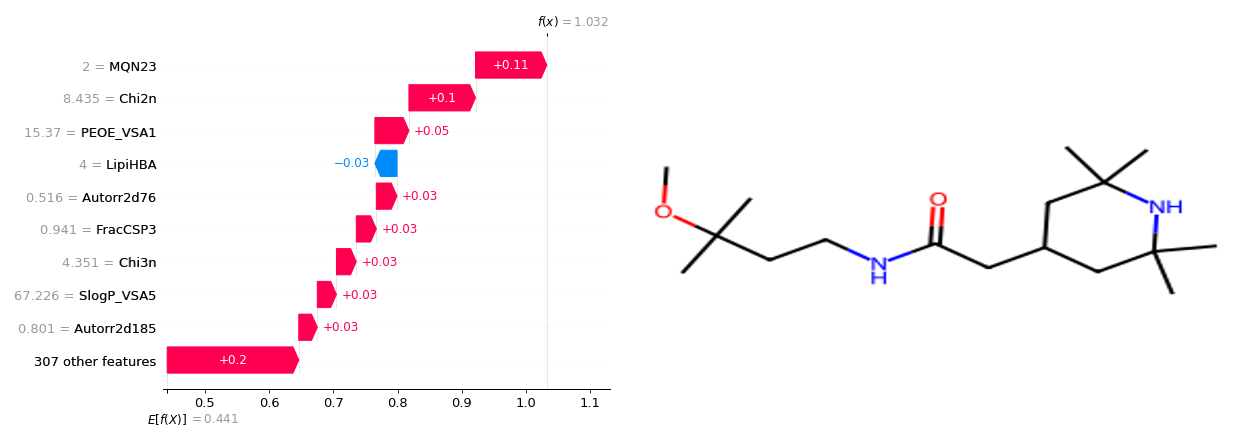 f(x) = 1.032
2 = MQN23
+0.11
8.435 = Chi2n
+0.1
15.37 = PEOE_VSA1
+0.05
4 = LipiHBA
−0.03
0.516 = Autorr2d76
+0.03
0.941 = FracCSP3
+0.03
4.351 = Chi3n
+0.03
67.226 = SlogP_VSA5
+0.03
0.801 = Autorr2d185
+0.03
307 other features
+0.2
0.5 0.6 0.7 0.8 0.9 1.0 1.1
E[f(X)] = 0.441
O
N
H
O
NH